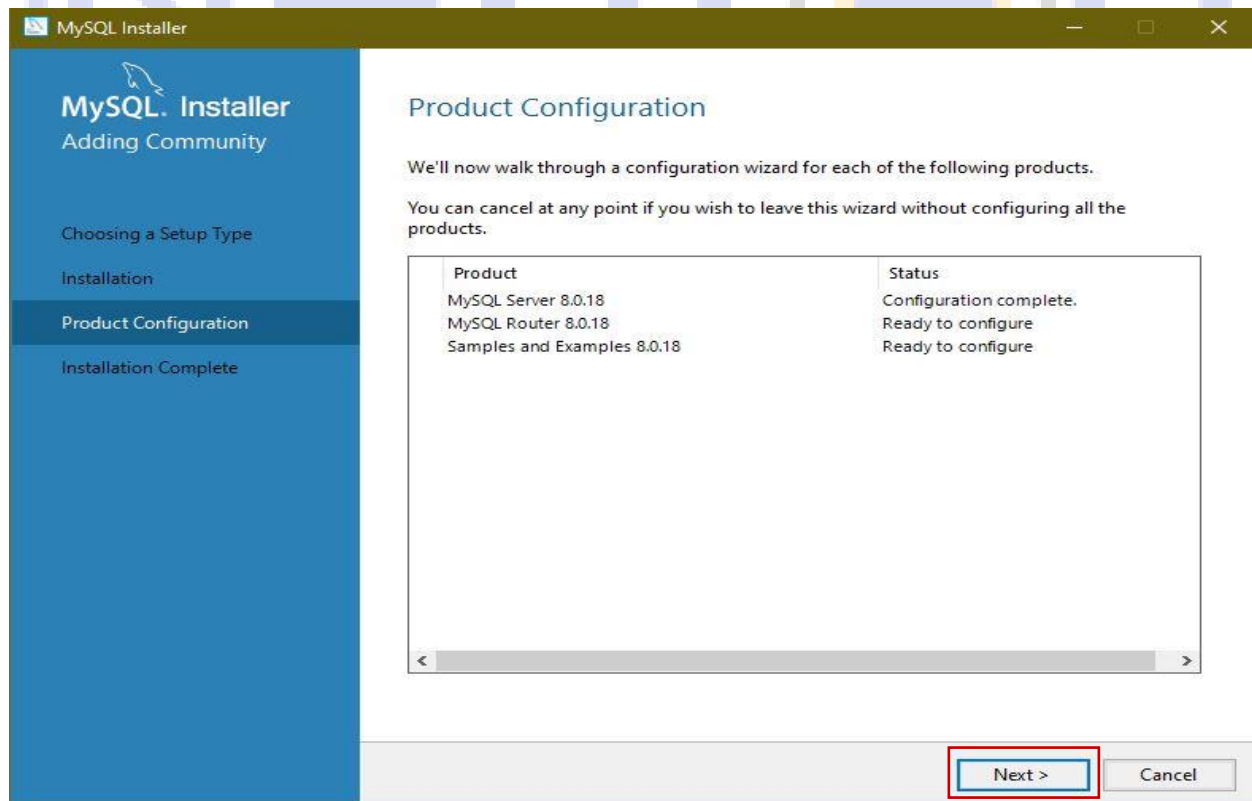 MySQL Installer
MySQL. Installer
Adding Community
Choosing a Setup Type
Installation
Product Configuration
Installation Complete
Product Configuration
We'll now walk through a configuration wizard for each of the following products.
You can cancel at any point if you wish to leave this wizard without configuring all the
products.
Product Status
MySQL Server 8.0.18 Configuration complete.
MySQL Router 8.0.18 Ready to configure
Samples and Examples 8.0.18 Ready to configure
Next > Cancel